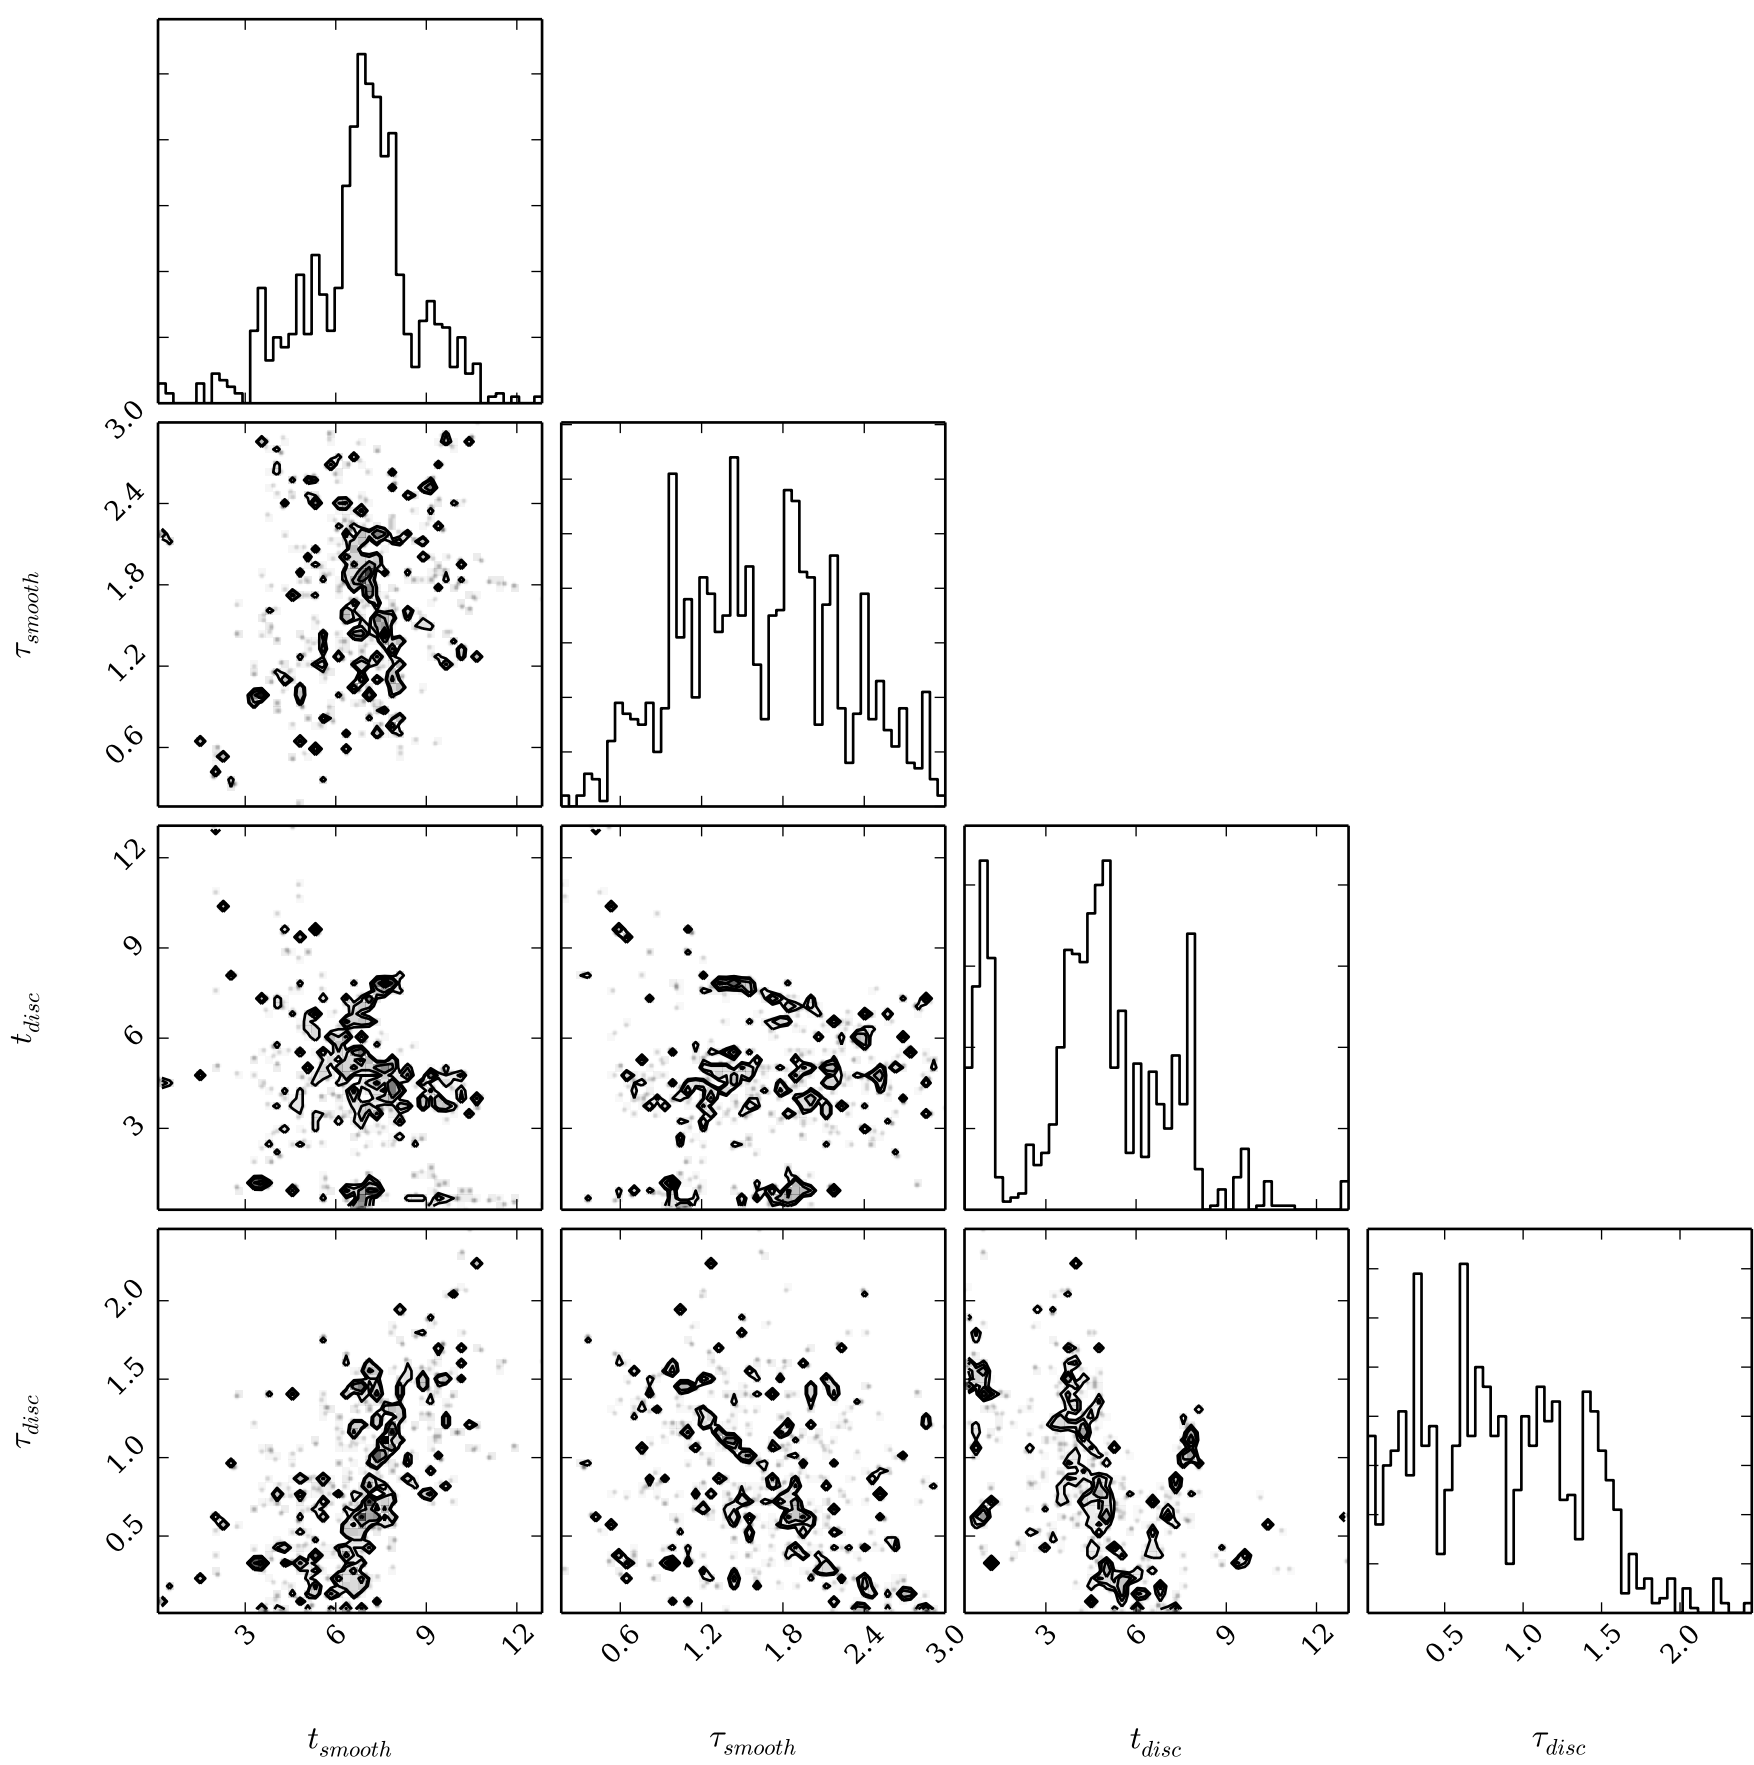 3.0
2.4
1.8
1.2
0.6
τ_smooth
12
9
6
3
t_disc
2.0
1.5
1.0
0.5
τ_disc
3 6 9 12 0.6 1.2 1.8 2.4 3.0 3 6 9 12 0.5 1.0 1.5 2.0
t_smooth τ_smooth t_disc τ_disc